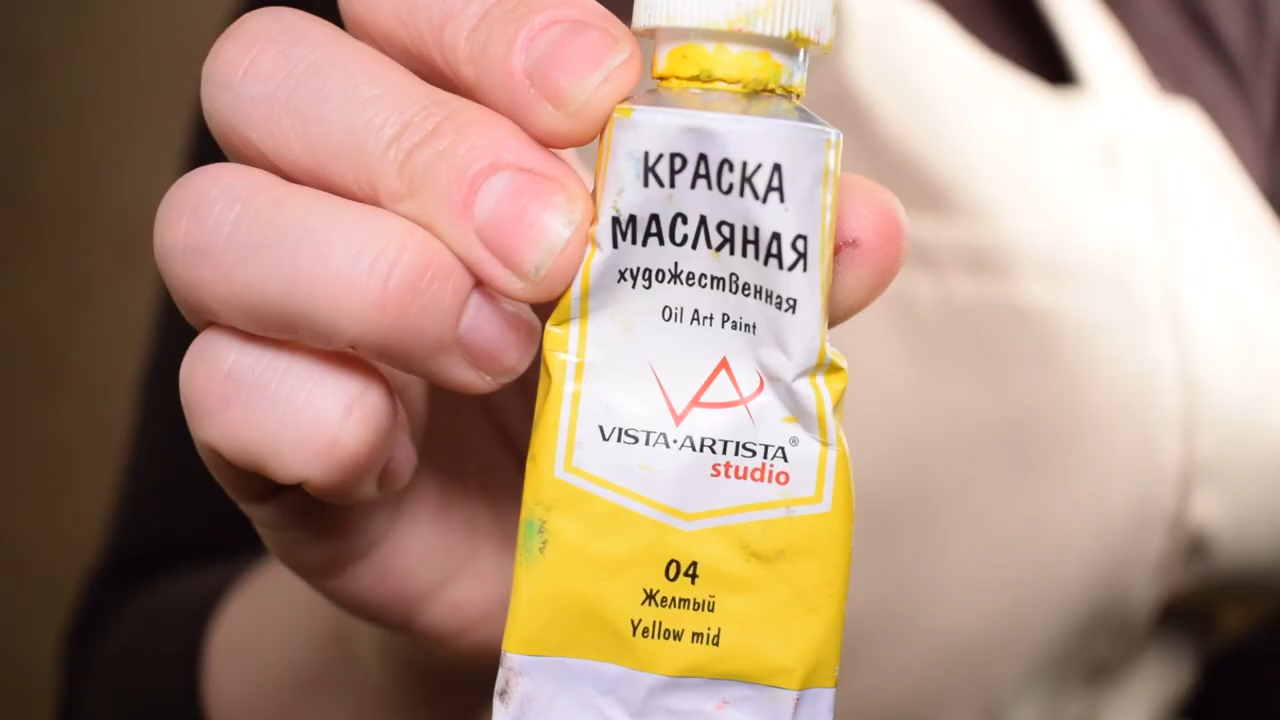 КРАСКА
МАСЛЯНАЯ
художественная
Oil Art Paint
VISTA·ARTISTA®
studio
04
Желтый
Yellow mid